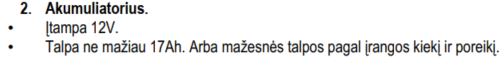 2. Akumuliatorius.
• Įtampa 12V.
• Talpa ne mažiau 17Ah. Arba mažesnės talpos pagal įrangos kiekį ir poreikį.